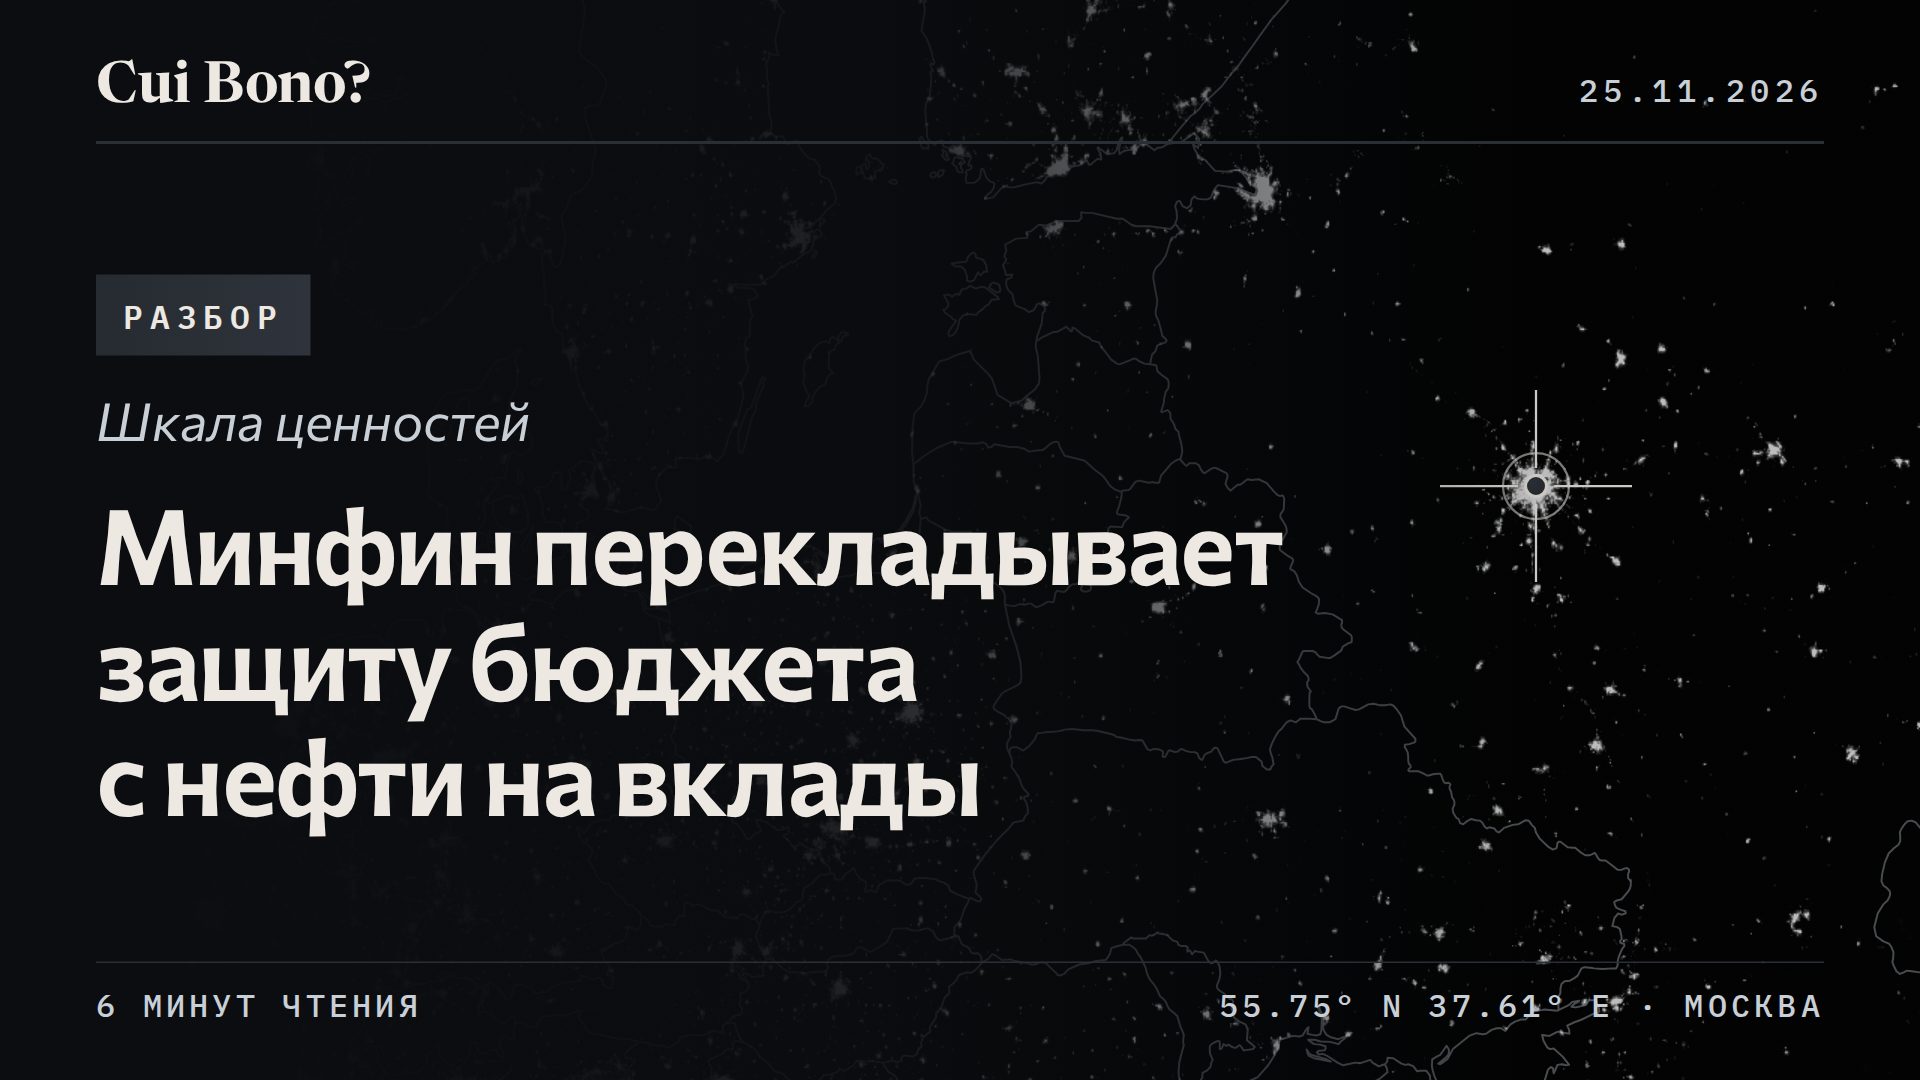 Cui Bono?
25.11.2026
РАЗБОР
Шкала ценностей
Минфин перекладывает
защиту бюджета
с нефти на вклады
6 МИНУТ ЧТЕНИЯ
55.75° N 37.61° E · МОСКВА